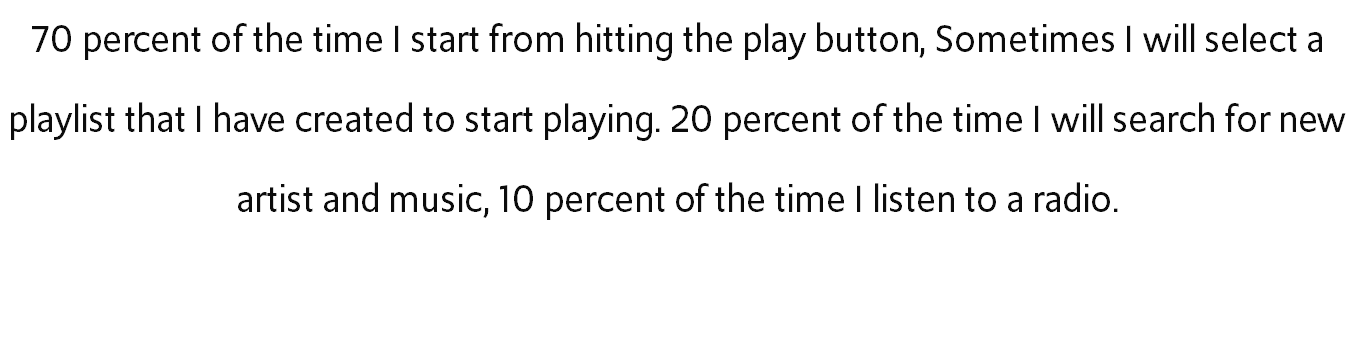 70 percent of the time I start from hitting the play button, Sometimes I will select a
playlist that I have created to start playing. 20 percent of the time I will search for new
artist and music, 10 percent of the time I listen to a radio.